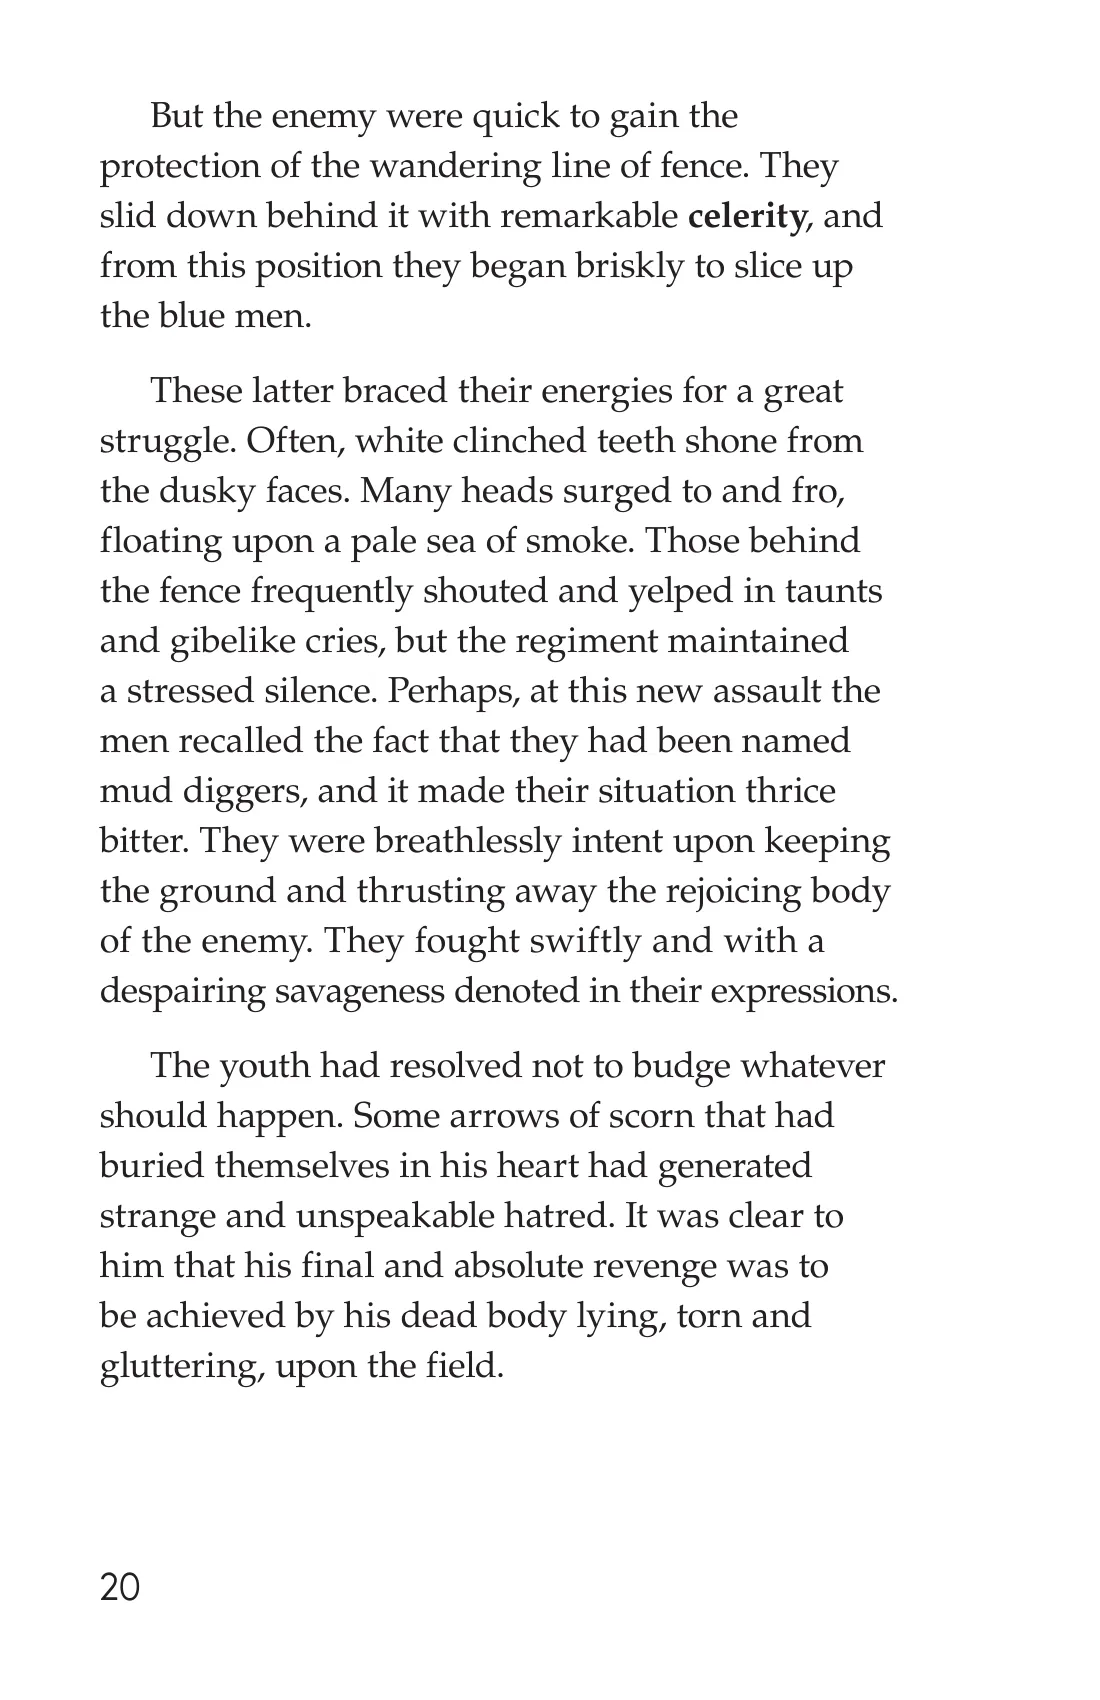 But the enemy were quick to gain the
protection of the wandering line of fence. They
slid down behind it with remarkable celerity, and
from this position they began briskly to slice up
the blue men.
These latter braced their energies for a great
struggle. Often, white clinched teeth shone from
the dusky faces. Many heads surged to and fro,
floating upon a pale sea of smoke. Those behind
the fence frequently shouted and yelped in taunts
and gibelike cries, but the regiment maintained
a stressed silence. Perhaps, at this new assault the
men recalled the fact that they had been named
mud diggers, and it made their situation thrice
bitter. They were breathlessly intent upon keeping
the ground and thrusting away the rejoicing body
of the enemy. They fought swiftly and with a
despairing savageness denoted in their expressions.
The youth had resolved not to budge whatever
should happen. Some arrows of scorn that had
buried themselves in his heart had generated
strange and unspeakable hatred. It was clear to
him that his final and absolute revenge was to
be achieved by his dead body lying, torn and
gluttering, upon the field.
20